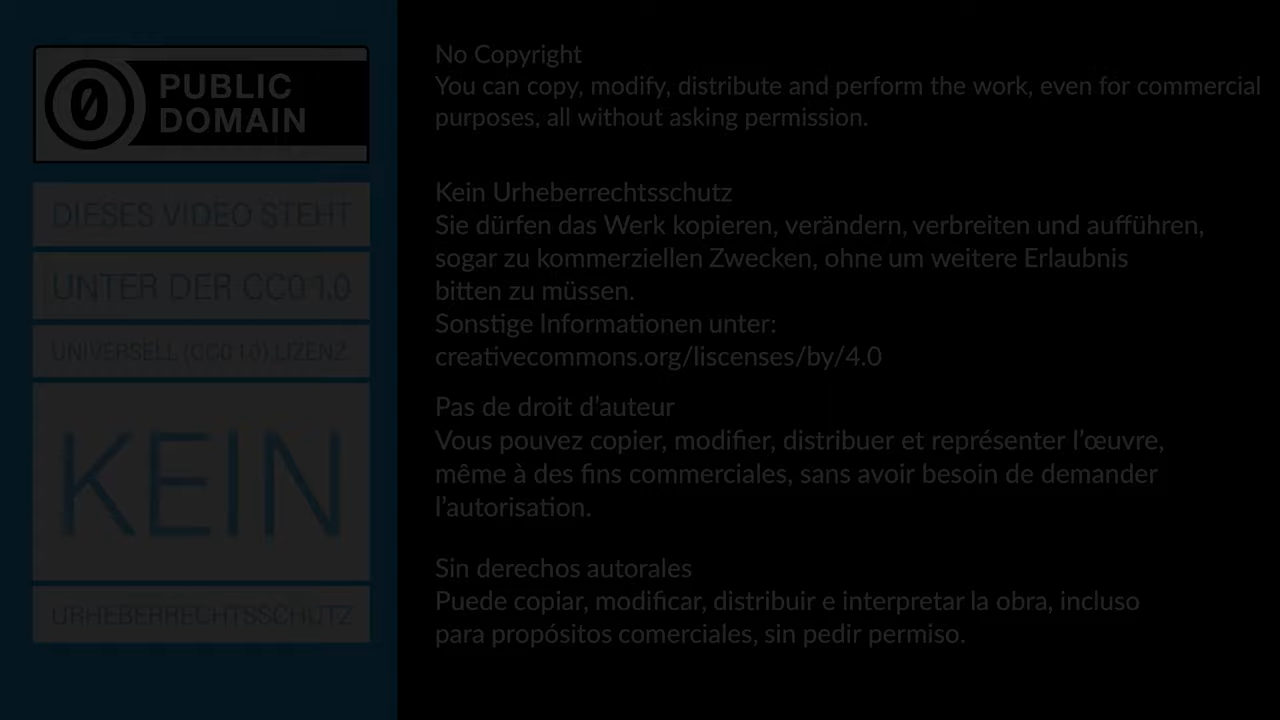 0 PUBLIC
DOMAIN
DIESES VIDEO STEHT
UNTER DER CC0 1.0
UNIVERSELL (CC0 1.0) LIZENZ.
KEIN
URHEBERRECHTSSCHUTZ
No Copyright
You can copy, modify, distribute and perform the work, even for commercial
purposes, all without asking permission.
Kein Urheberrechtsschutz
Sie dürfen das Werk kopieren, verändern, verbreiten und aufführen,
sogar zu kommerziellen Zwecken, ohne um weitere Erlaubnis
bitten zu müssen.
Sonstige Informationen unter:
creativecommons.org/liscenses/by/4.0
Pas de droit d’auteur
Vous pouvez copier, modifier, distribuer et représenter l’œuvre,
même à des fins commerciales, sans avoir besoin de demander
l’autorisation.
Sin derechos autorales
Puede copiar, modificar, distribuir e interpretar la obra, incluso
para propósitos comerciales, sin pedir permiso.